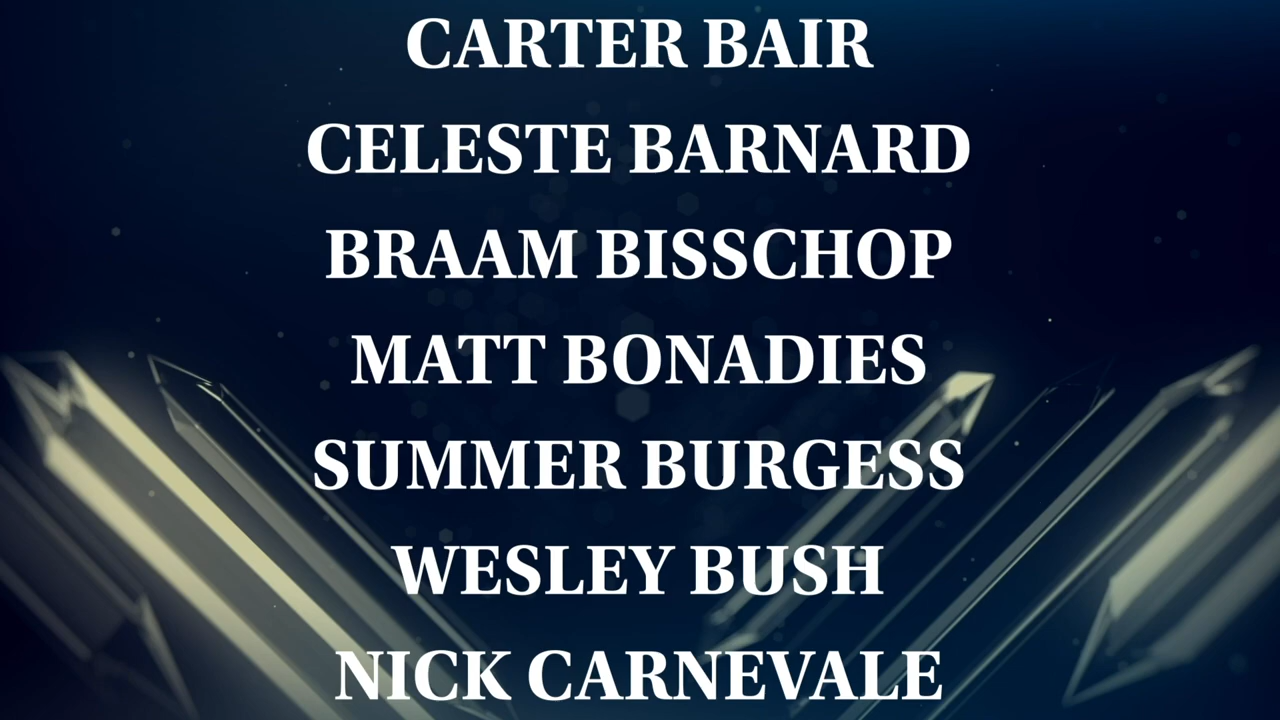 CARTER BAIR
CELESTE BARNARD
BRAAM BISSCHOP
MATT BONADIES
SUMMER BURGESS
WESLEY BUSH
NICK CARNEVALE